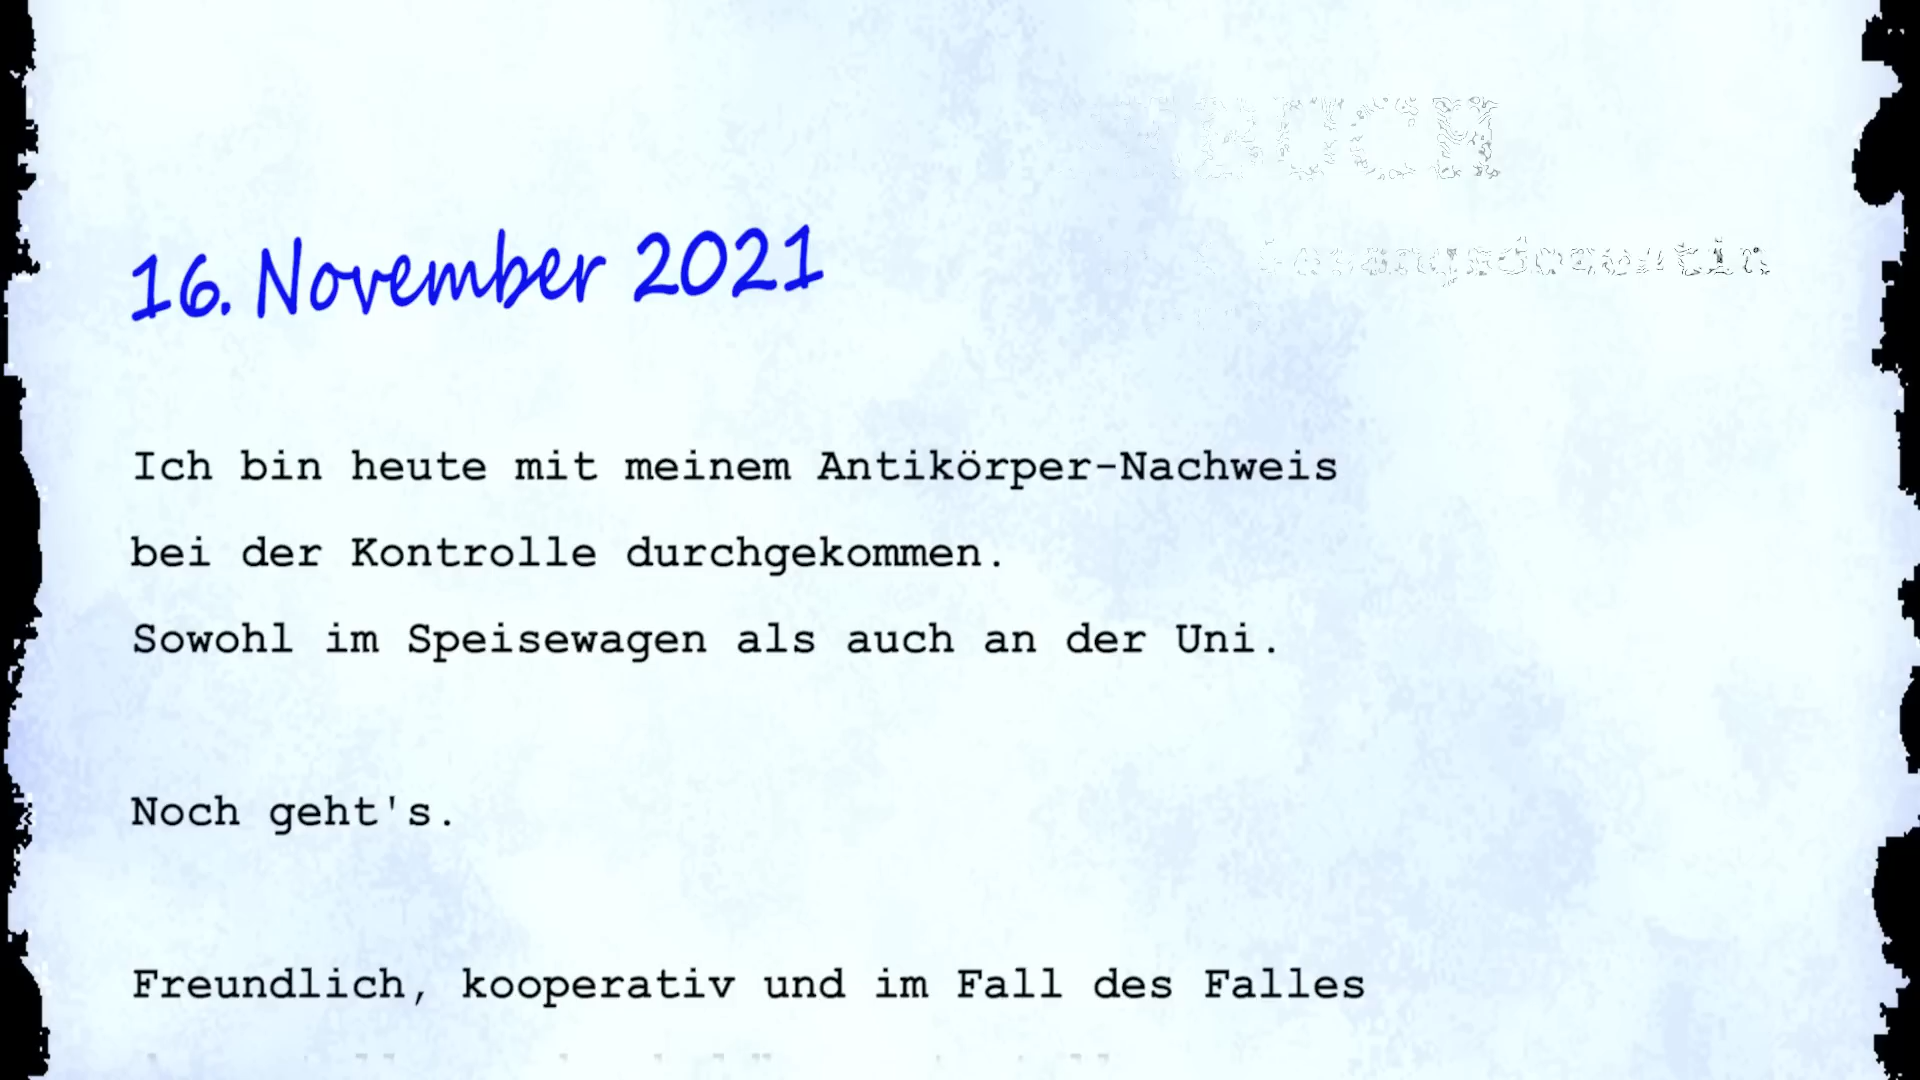 BUCH
16. November 2021
Ich bin heute mit meinem Antikörper-Nachweis
bei der Kontrolle durchgekommen.
Sowohl im Speisewagen als auch an der Uni.
Noch geht's.
Freundlich, kooperativ und im Fall des Falles